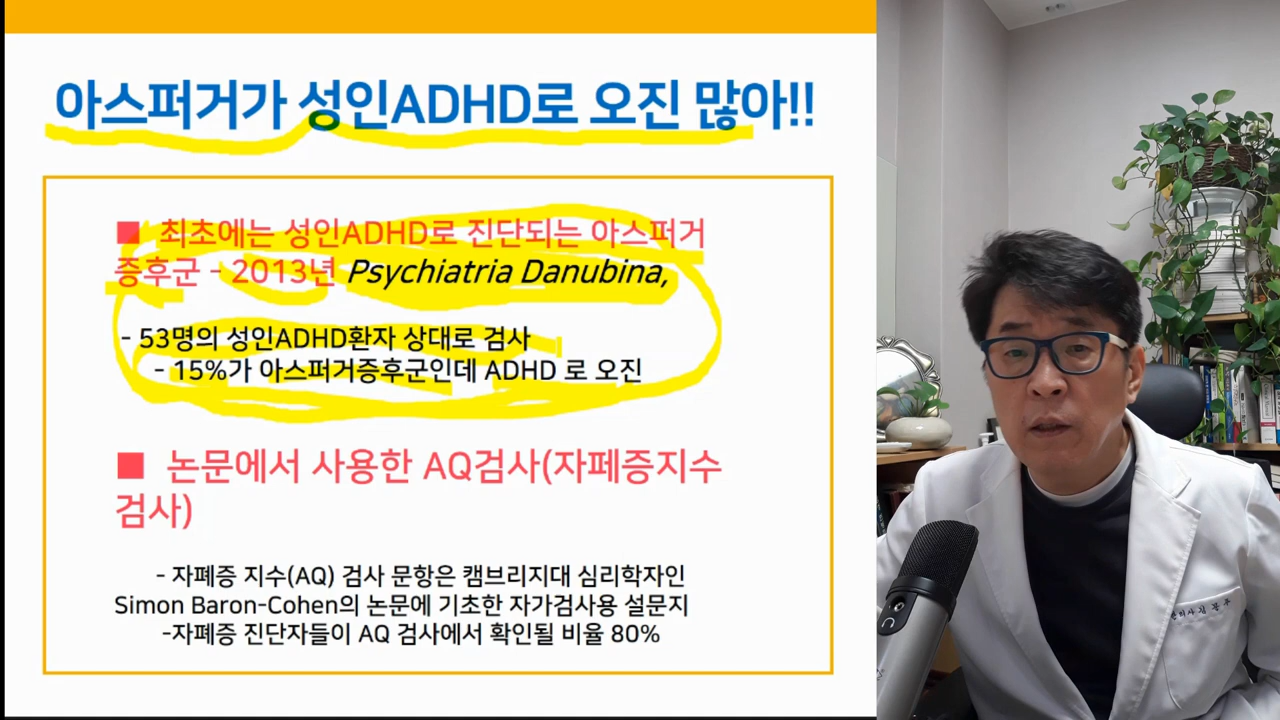 아스퍼거가 성인ADHD로 오진 많아!!
■ 최초에는 성인ADHD로 진단되는 아스퍼거
증후군 - 2013년 Psychiatria Danubina,
- 53명의 성인ADHD환자 상대로 검사
- 15%가 아스퍼거증후군인데 ADHD 로 오진
■ 논문에서 사용한 AQ검사(자폐증지수
검사)
- 자폐증 지수(AQ) 검사 문항은 캠브리지대 심리학자인
Simon Baron-Cohen의 논문에 기초한 자가검사용 설문지
-자폐증 진단자들이 AQ 검사에서 확인될 비율 80%